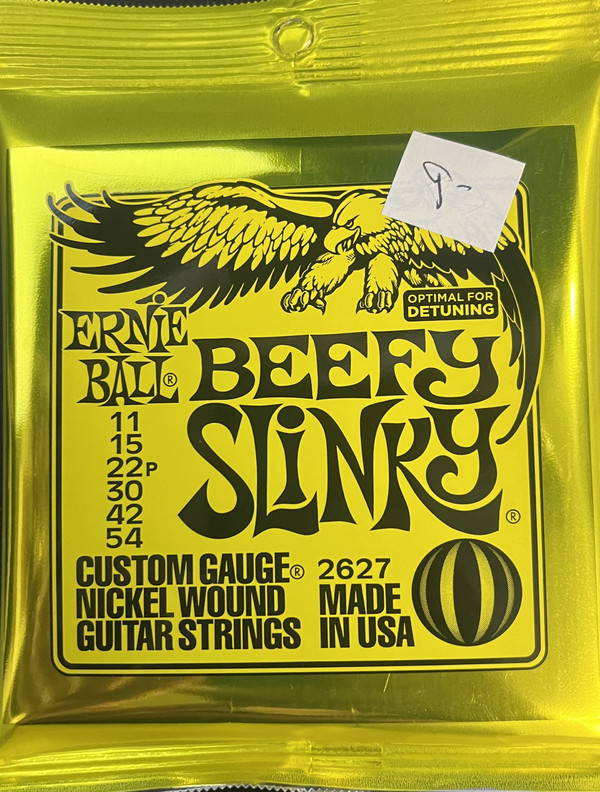 9-
OPTIMAL FOR
DETUNING
ERNIE
BALL®
BEEFY
SLiNKY®
11
15
22P
30
42
54
CUSTOM GAUGE®
NICKEL WOUND
GUITAR STRINGS
2627
MADE
IN USA